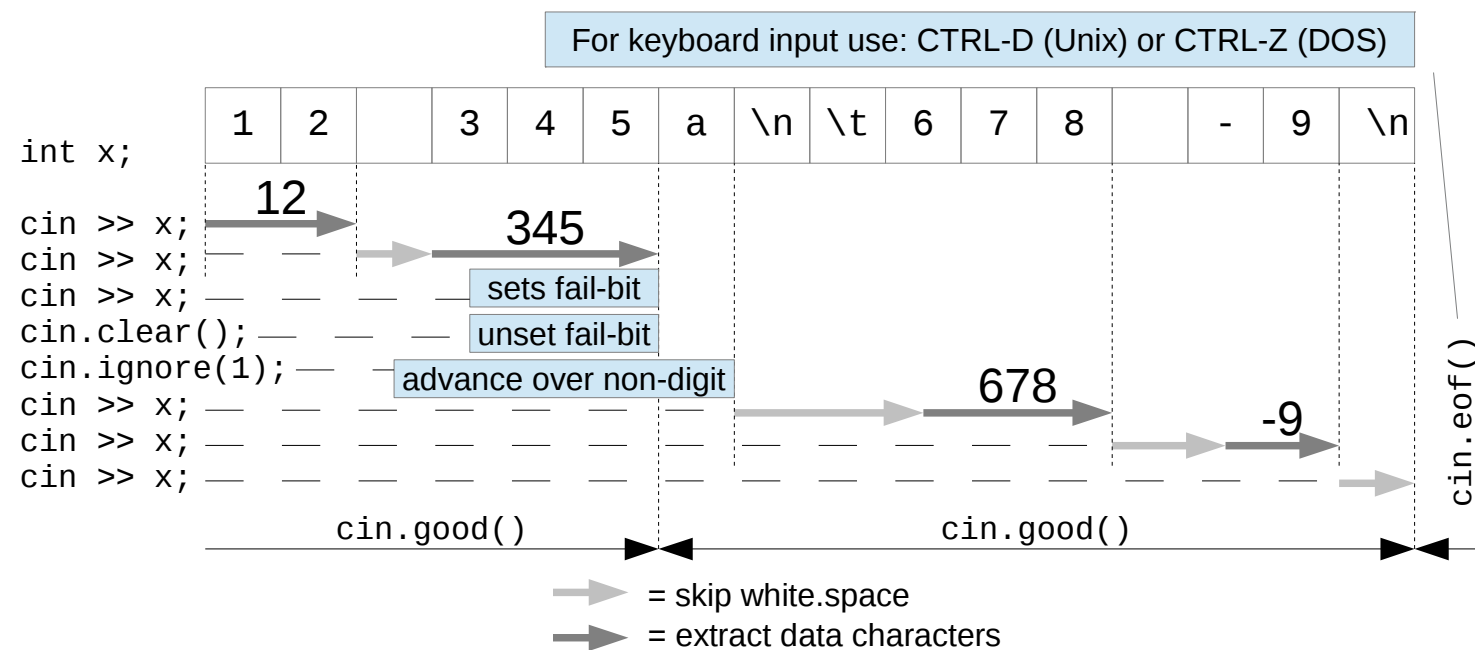 For keyboard input use: CTRL-D (Unix) or CTRL-Z (DOS)
1 2 3 4 5 a \n \t 6 7 8 - 9 \n
int x;
12
cin >> x;
345
cin >> x;
cin >> x; sets fail-bit
cin.clear(); unset fail-bit
cin.ignore(1); advance over non-digit
678
cin >> x;
-9
cin >> x;
cin >> x;
cin.eof()
cin.good() cin.good()
= skip white.space
= extract data characters